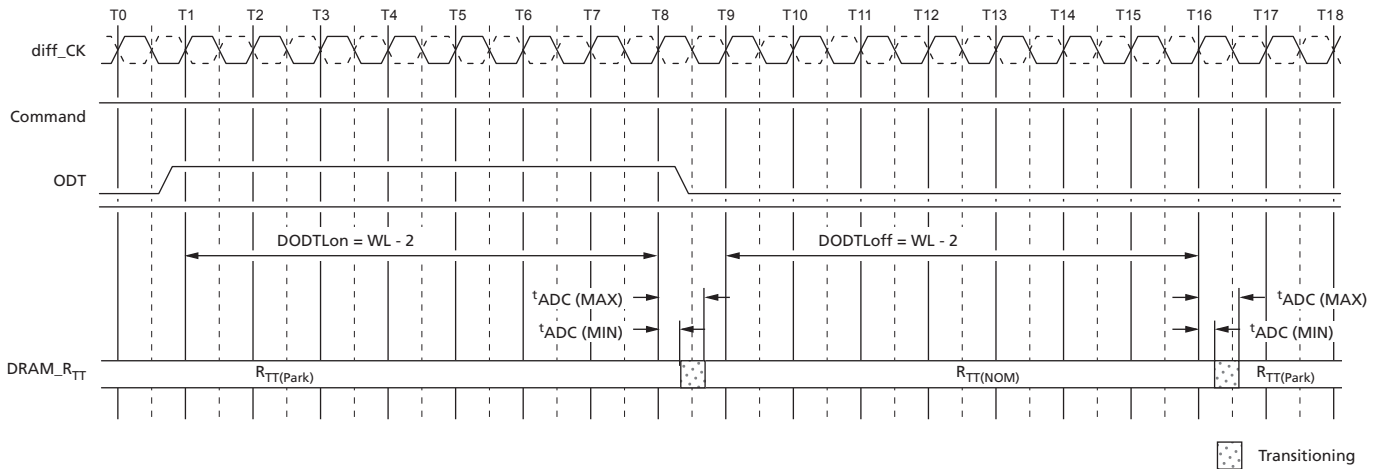 T0 T1 T2 T3 T4 T5 T6 T7 T8 T9 T10 T11 T12 T13 T14 T15 T16 T17 T18
diff_CK
Command
ODT
DODTLon = WL - 2 DODTLoff = WL - 2
tADC (MAX) tADC (MAX)
tADC (MIN) tADC (MIN)
DRAM_RTT RTT(Park) RTT(NOM) RTT(Park)
Transitioning